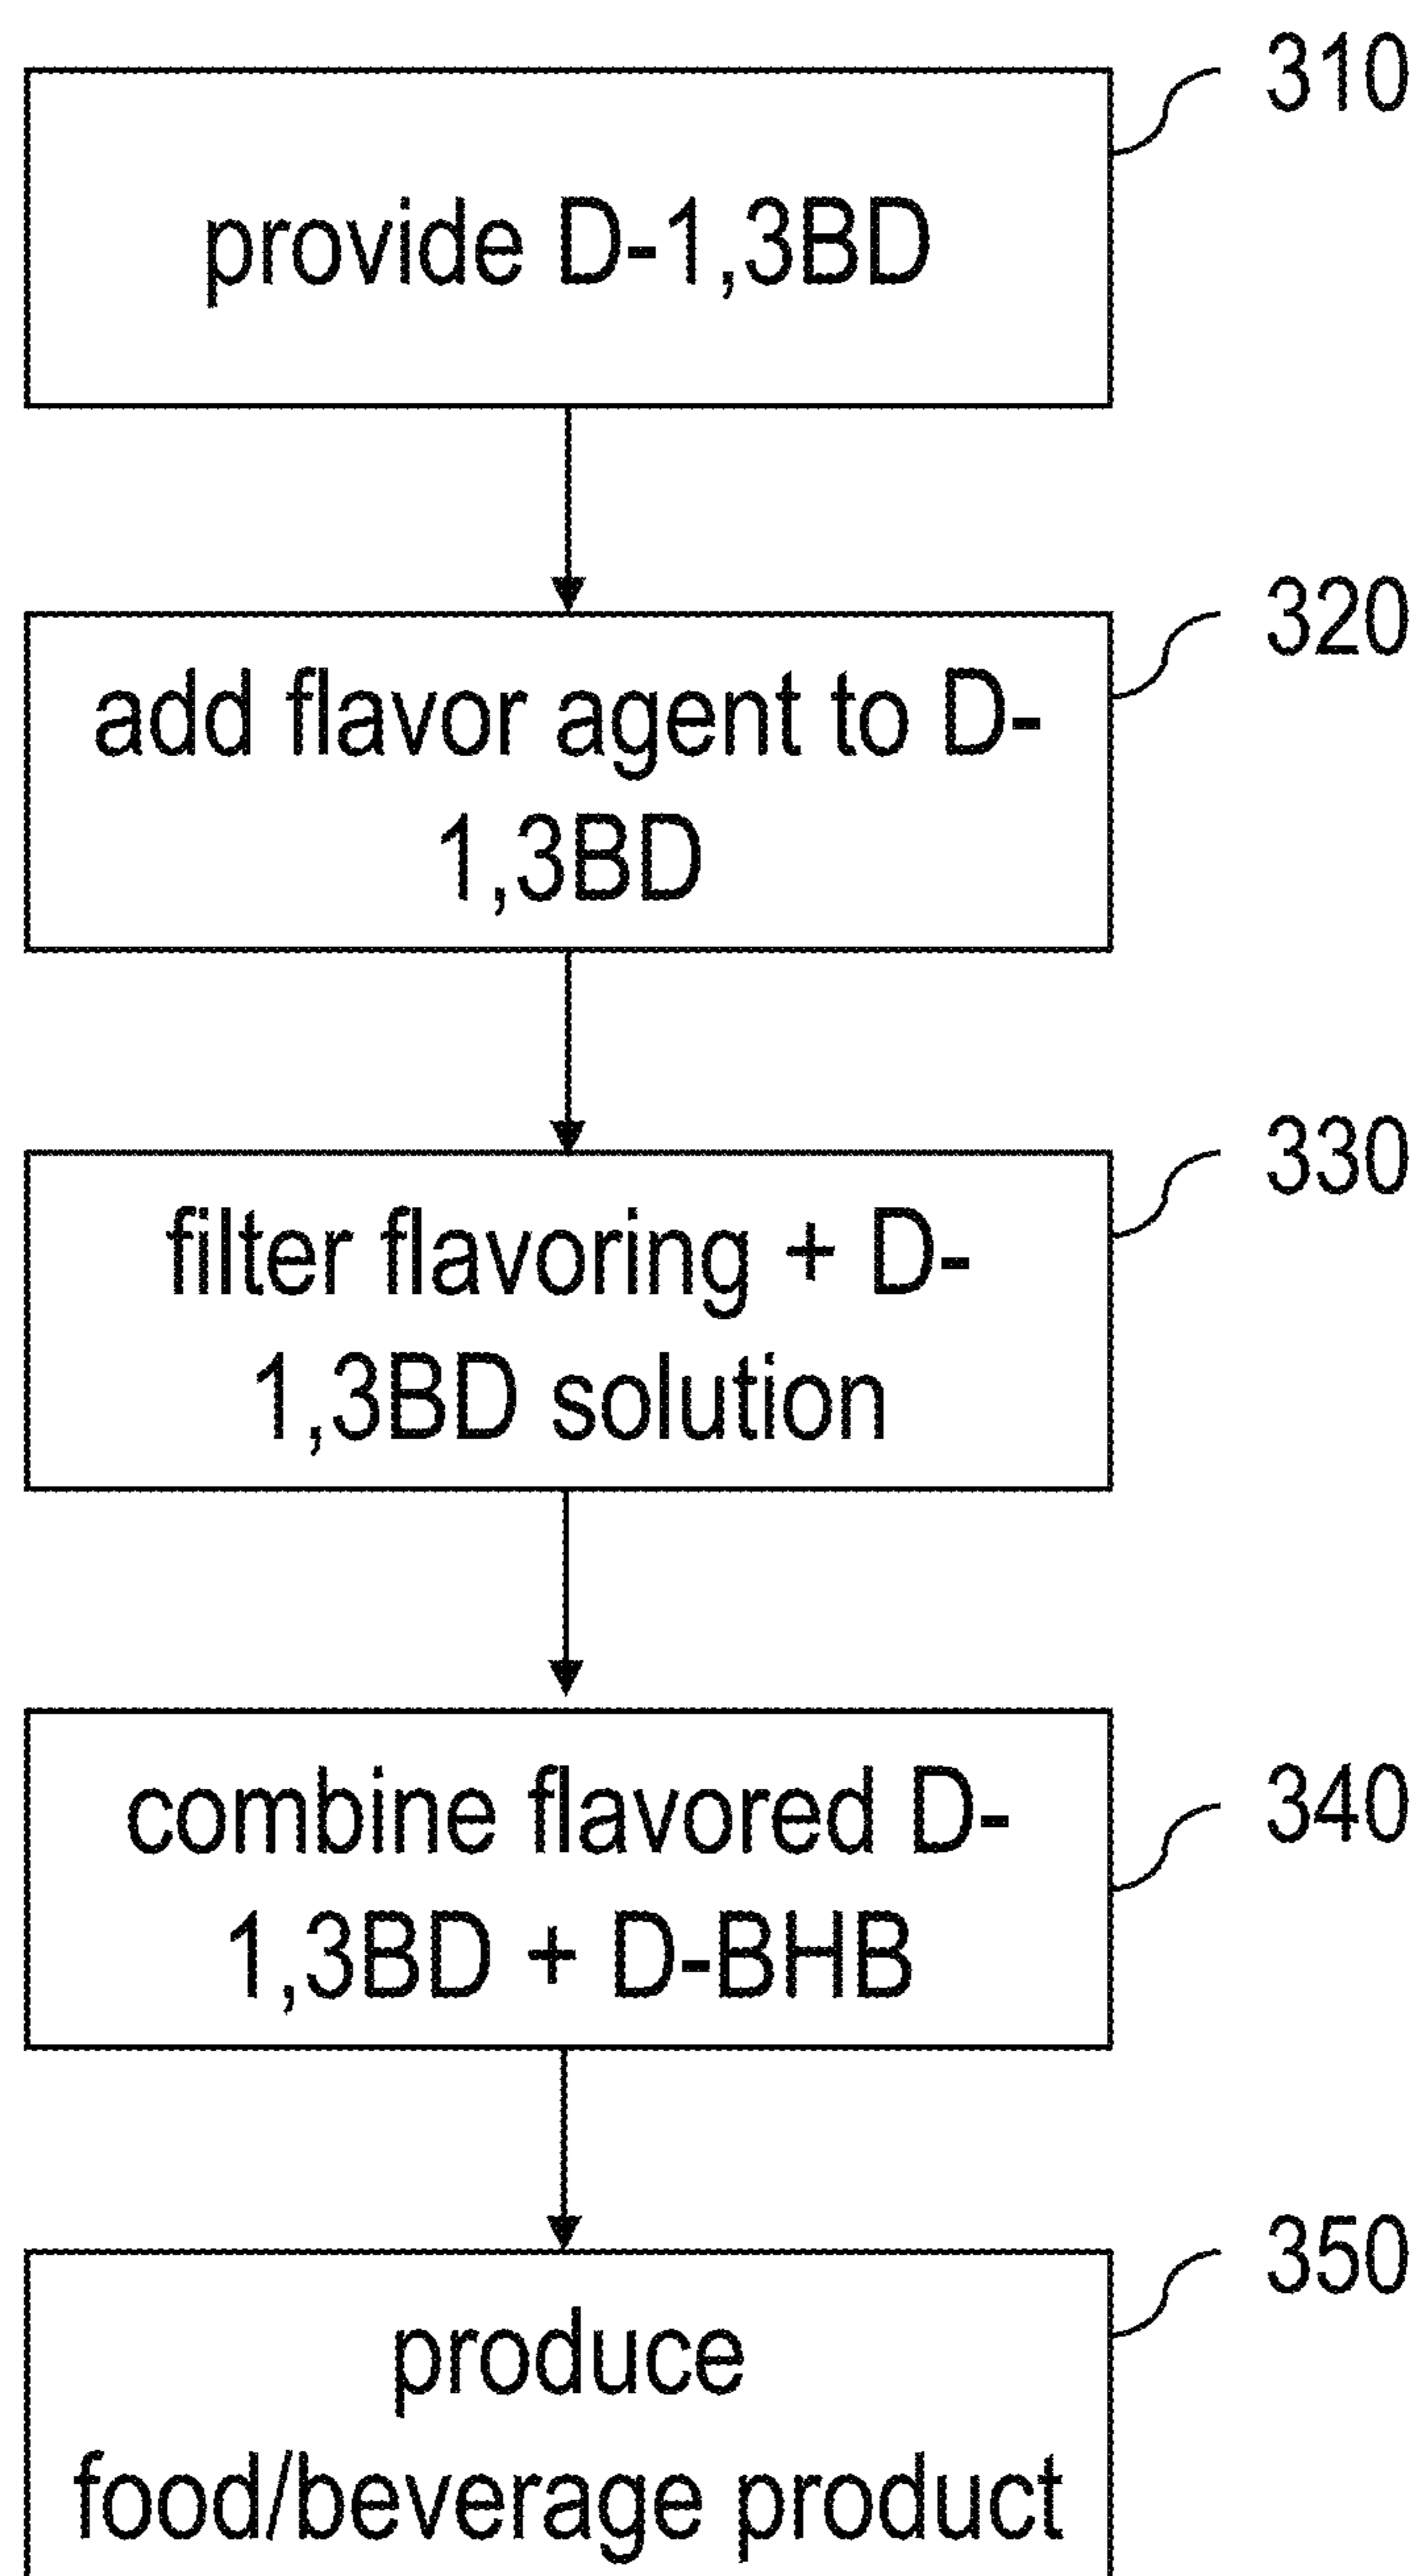 310
provide D-1,3BD
320
add flavor agent to D-
1,3BD
330
filter flavoring + D-
1,3BD solution
340
combine flavored D-
1,3BD + D-BHB
350
produce
food/beverage product